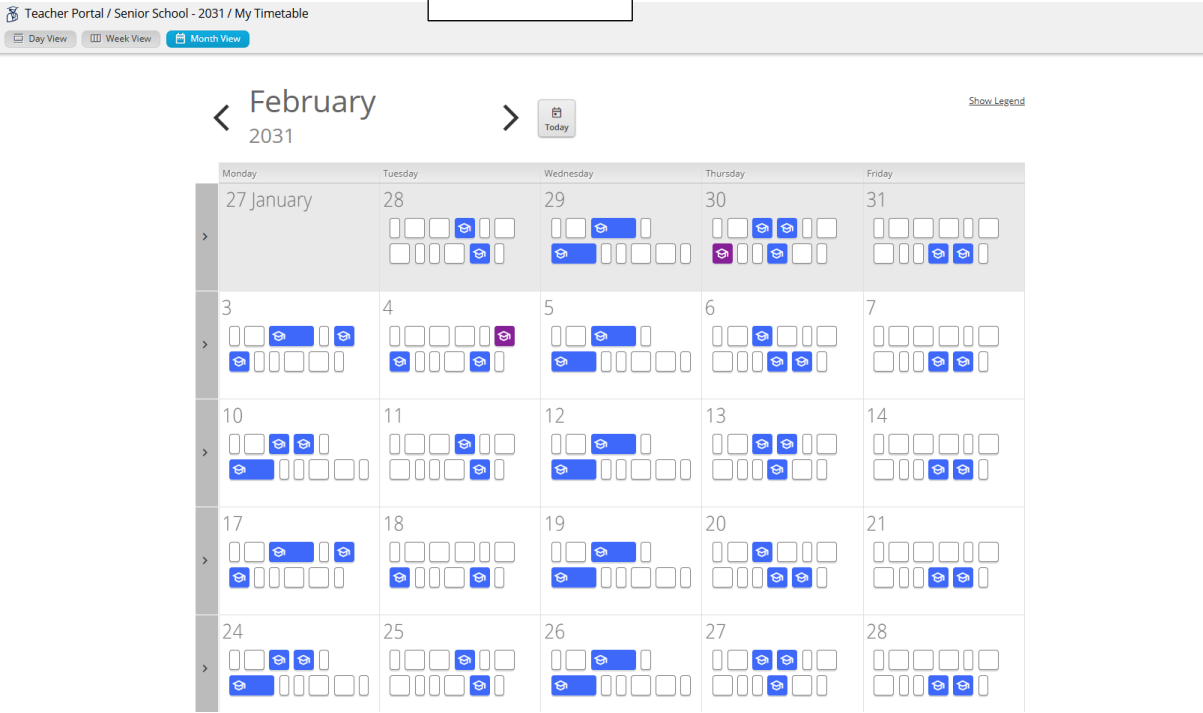 Teacher Portal / Senior School - 2031 / My Timetable
Day View Week View Month View
February
2031
Today
Show Legend
Monday Tuesday Wednesday Thursday Friday
27 January 28 29 30 31
3 4 5 6 7
10 11 12 13 14
17 18 19 20 21
24 25 26 27 28